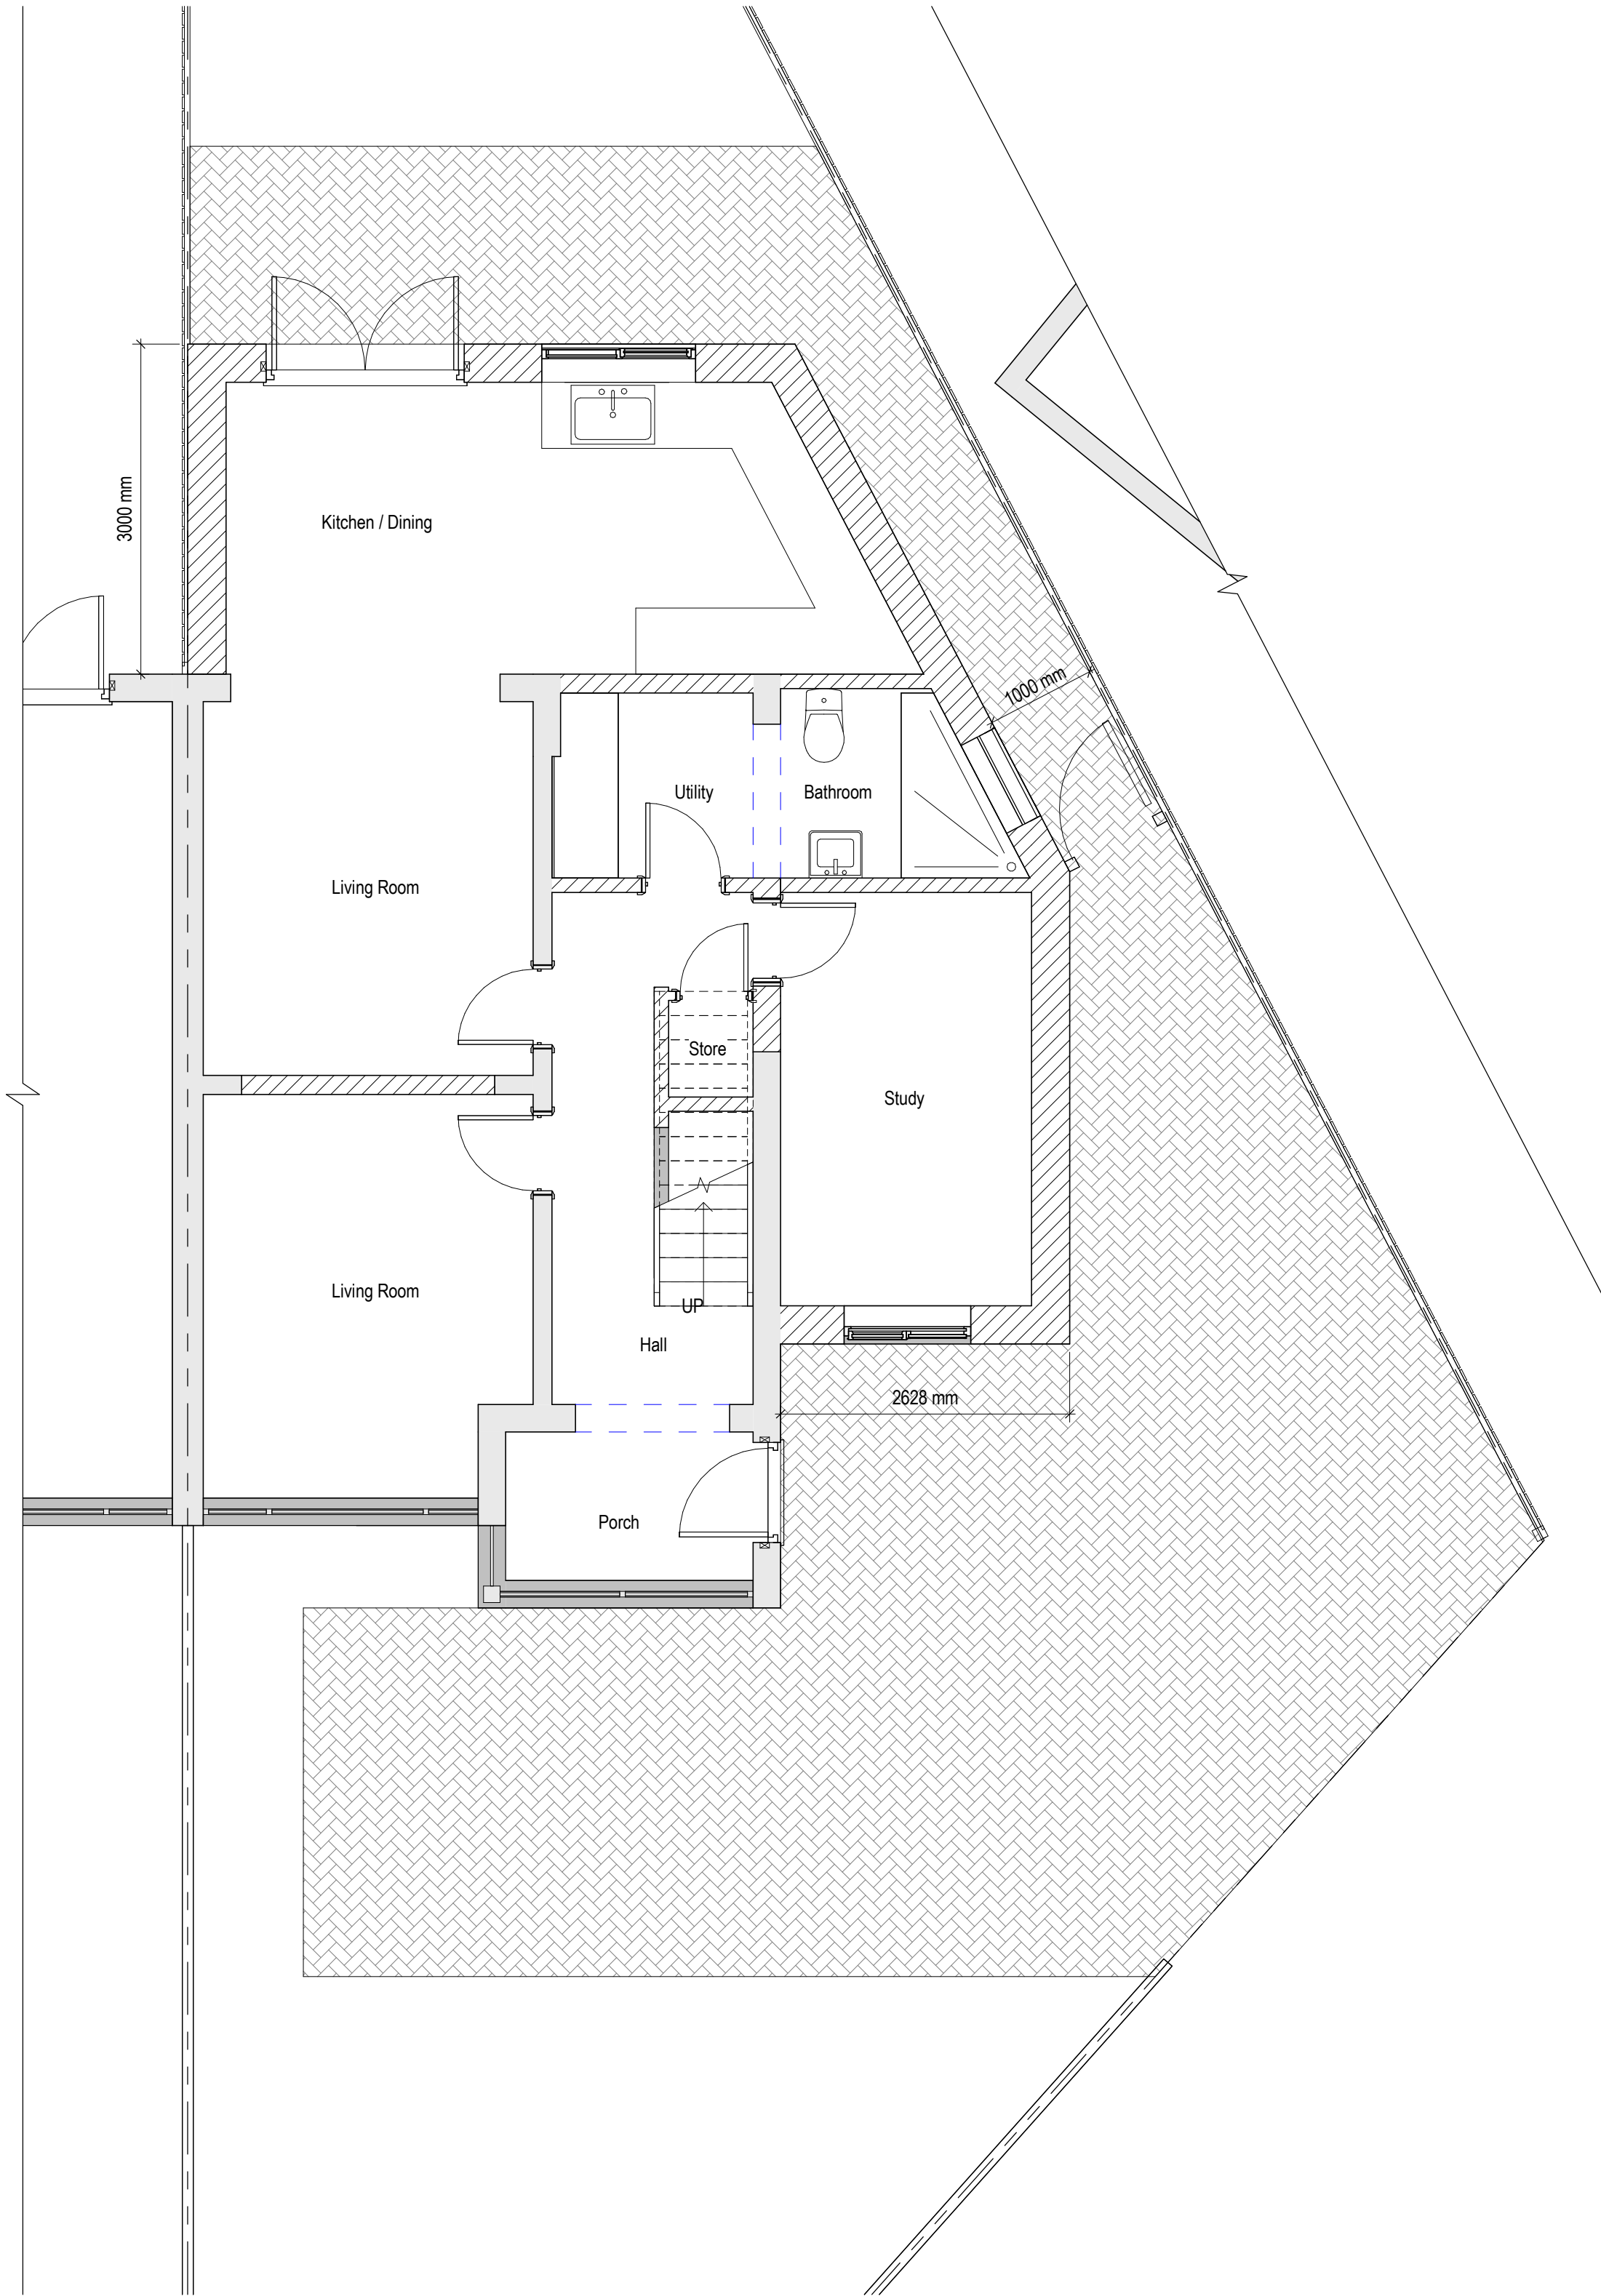 3000 mm
Kitchen / Dining
1000 mm
Utility
Bathroom
Living Room
Store
Study
Living Room
UP
Hall
2628 mm
Porch